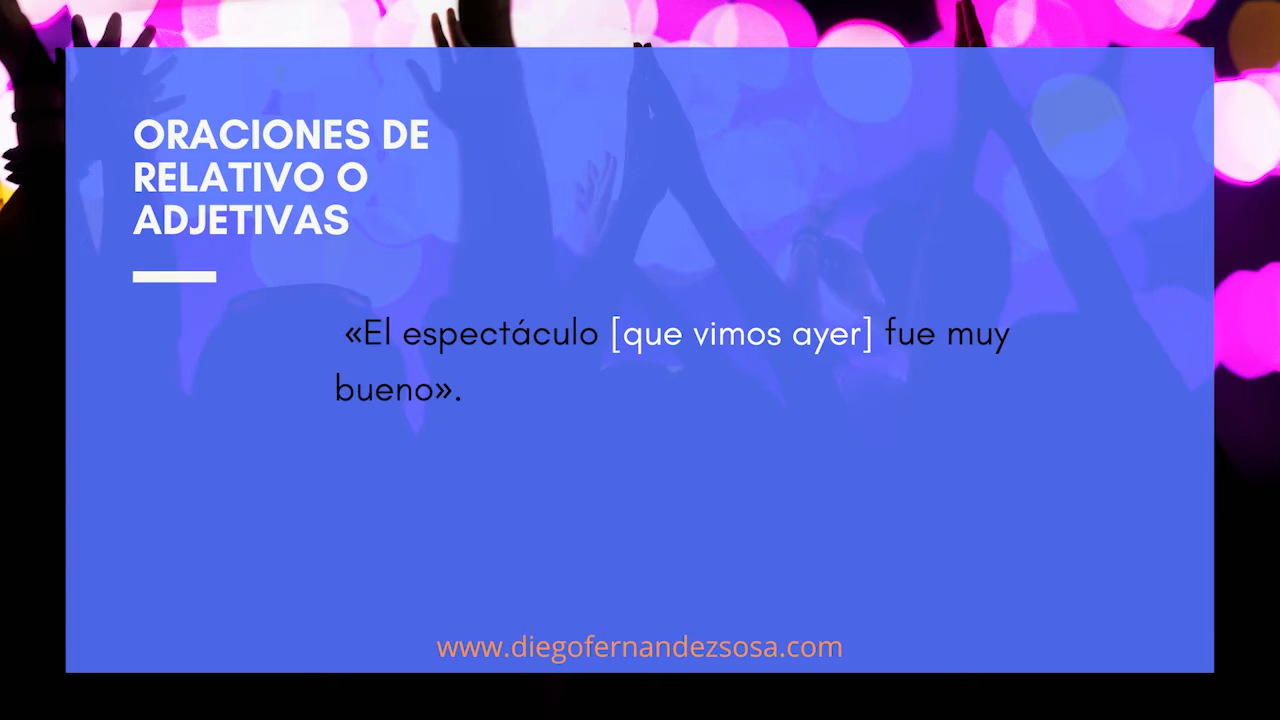 ORACIONES DE
RELATIVO O
ADJETIVAS
«El espectáculo [que vimos ayer] fue muy
bueno».
www.diegofernandezsosa.com